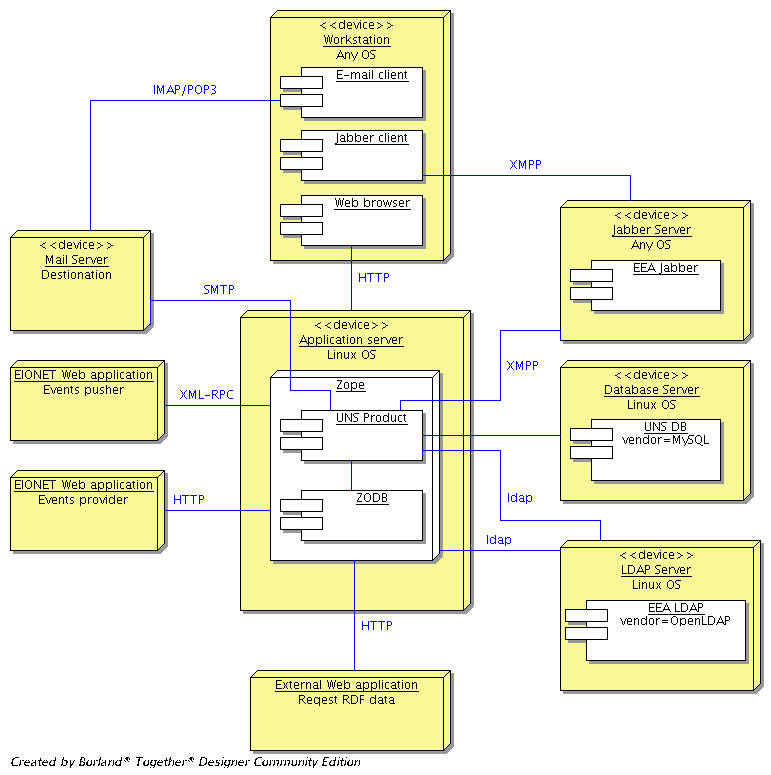 <<device>>
Workstation
Any OS
E-mail client
IMAP/POP3
Jabber client
XMPP
Web browser
<<device>>
Mail Server
Destionation
<<device>>
Jabber Server
Any OS
EEA Jabber
HTTP
SMTP
<<device>>
Application server
Linux OS
XMPP
EIONET Web application
Events pusher
XML-RPC
Zope
UNS Product
<<device>>
Database Server
Linux OS
UNS DB
vendor=MySQL
EIONET Web application
Events provider
HTTP
ZODB
ldap
ldap
<<device>>
LDAP Server
Linux OS
EEA LDAP
vendor=OpenLDAP
HTTP
External Web application
Reqest RDF data
Created by Borland® Together® Designer Community Edition